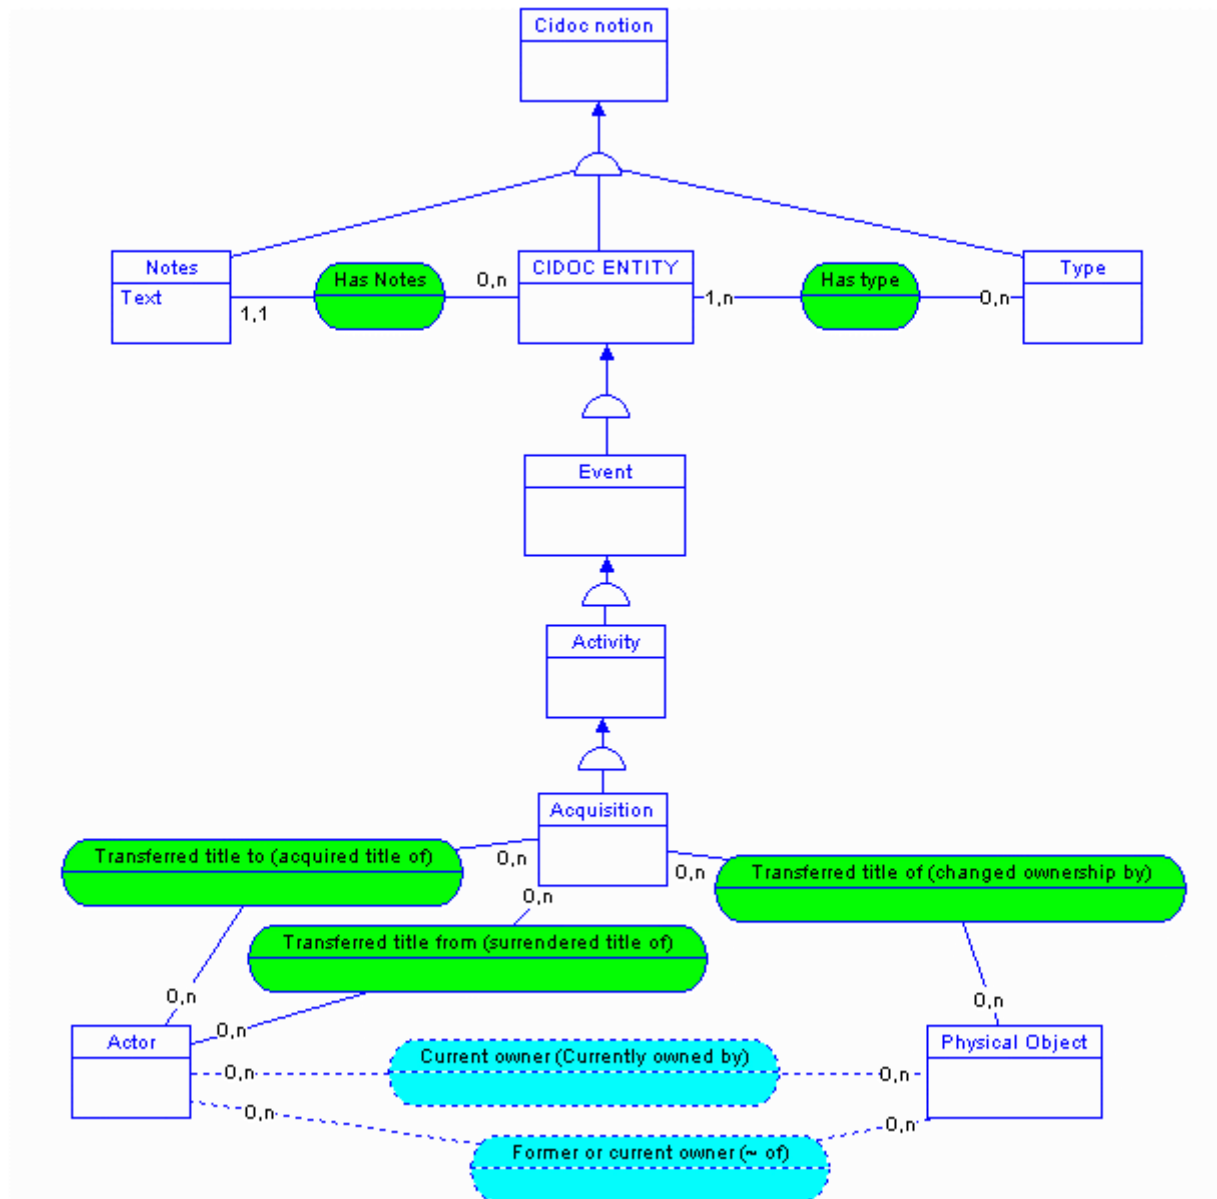 Cidoc notion
Notes
Text
1,1
Has Notes
0,n
CIDOC ENTITY
1,n
Has type
0,n
Type
Event
Activity
Acquisition
Transferred title to (acquired title of)
0,n
0,n
Transferred title of (changed ownership by)
0,n
Transferred title from (surrendered title of)
0,n
0,n
0,n
Actor
Current owner (Currently owned by)
Physical Object
0,n
0,n
0,n
0,n
Former or current owner (~ of)